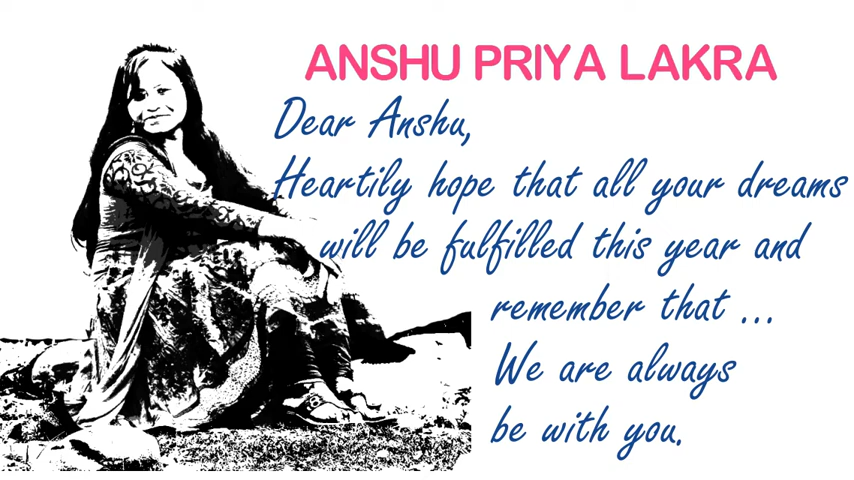 ANSHU PRIYA LAKRA
Dear Anshu,
Heartily hope that all your dreams
will be fulfilled this year and
remember that ...
We are always
be with you.